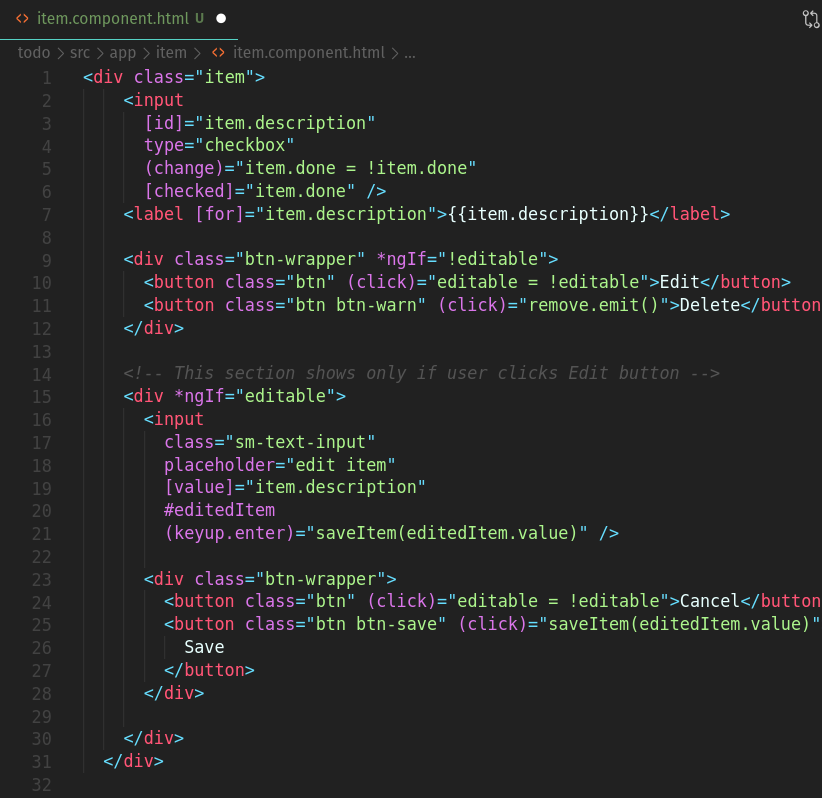 item.component.html U
todo > src > app > item > item.component.html > ...
1 <div class="item">
2 <input
3 [id]="item.description"
4 type="checkbox"
5 (change)="item.done = !item.done"
6 [checked]="item.done" />
7 <label [for]="item.description">{{item.description}}</label>
8
9 <div class="btn-wrapper" *ngIf="!editable">
10 <button class="btn" (click)="editable = !editable">Edit</button>
11 <button class="btn btn-warn" (click)="remove.emit()">Delete</button
12 </div>
13
14 <!-- This section shows only if user clicks Edit button -->
15 <div *ngIf="editable">
16 <input
17 class="sm-text-input"
18 placeholder="edit item"
19 [value]="item.description"
20 #editedItem
21 (keyup.enter)="saveItem(editedItem.value)" />
22
23 <div class="btn-wrapper">
24 <button class="btn" (click)="editable = !editable">Cancel</button
25 <button class="btn btn-save" (click)="saveItem(editedItem.value)"
26 Save
27 </button>
28 </div>
29
30 </div>
31 </div>
32